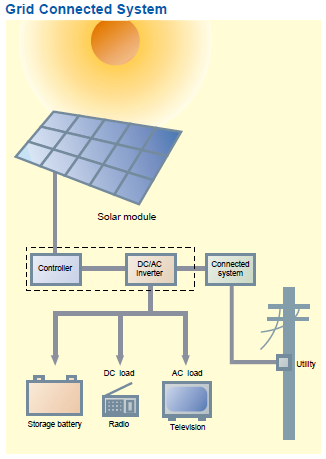 Grid Connected System
Solar module
Controller
DC/AC
Inverter
Connected
system
Utility
DC load
AC load
Storage battery
Radio
Television